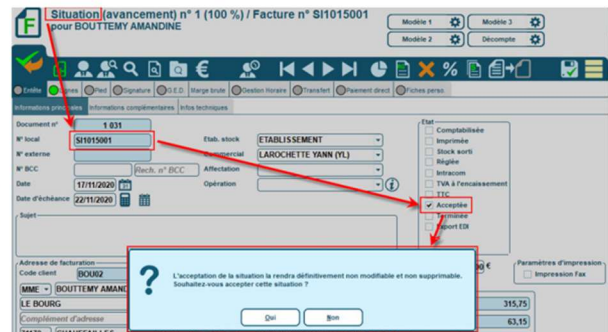 Situation (avancement) n° 1 (100 %) / Facture n° SI1015001
pour BOUTTEMY AMANDINE
Modèle 1
Modèle 3
Modèle 2
Décompte
Entête
Lignes
Pied
Signature
G.E.D.
Marge brute
Gestion Horaire
Transfert
Paiement direct
Fiches perso.
Informations principales
Informations complémentaires
Infos techniques
Document n°
1 031
N° local
SI1015001
N° externe
N° BCC
Rech. n° BCC
Date
17/11/2020
Date d'échéance
22/11/2020
Etab. stock
ETABLISSEMENT
Commercial
LAROCHETTE YANN (YL)
Affectation
Opération
Etat
Comptabilisée
Imprimée
Stock sorti
Réglée
Intracom
TVA à l'encaissement
TTC
Acceptée
Terminée
Export EDI
Sujet
Adresse de facturation
Code client
BOU02
MME
BOUTTEMY AMAND
LE BOURG
Complément d'adresse
L'acceptation de la situation la rendra définitivement non modifiable et non supprimable.
Souhaitez-vous accepter cette situation ?
Oui
Non
€
Paramètres d'impression
Impression Fax
315,75
63,15